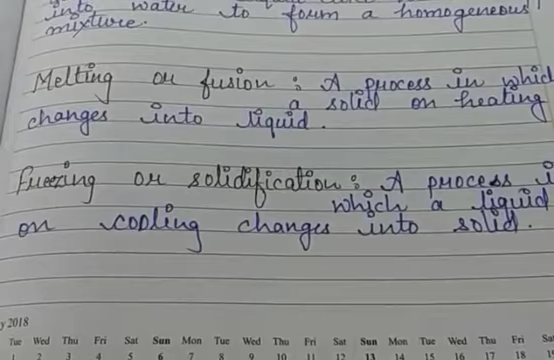 into water to form a homogeneous
mixture.
Melting or fusion : A process in which
a solid on heating
changes into liquid.
Freezing or solidification : A process i
which a liquid
on cooling changes into solid.
y 2018
Tue Wed Thu Fri Sat Sun Mon Tue Wed Thu Fri Sat Sun Mon Tue Wed Thu Fri Sa
1 2 3 4 5 6 7 8 9 10 11 12 13 14 15 16 17 18 19